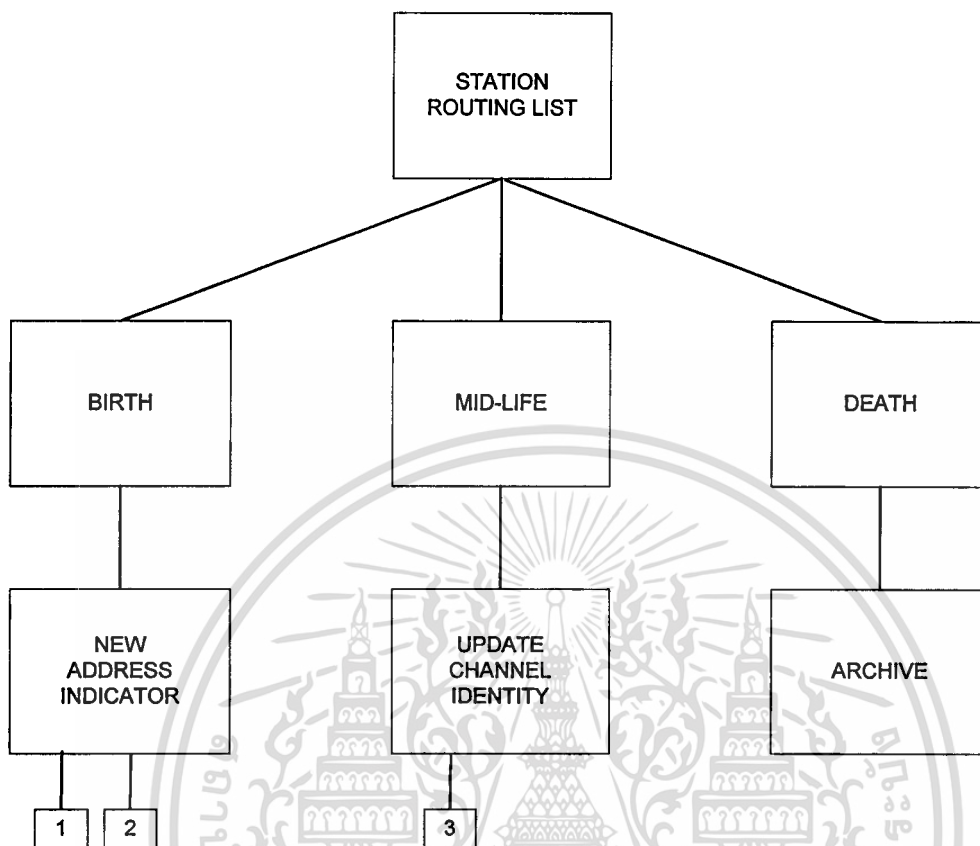 STATION
ROUTING LIST
BIRTH
MID-LIFE
DEATH
NEW
ADDRESS
INDICATOR
UPDATE
CHANNEL
IDENTITY
ARCHIVE
1
2
3